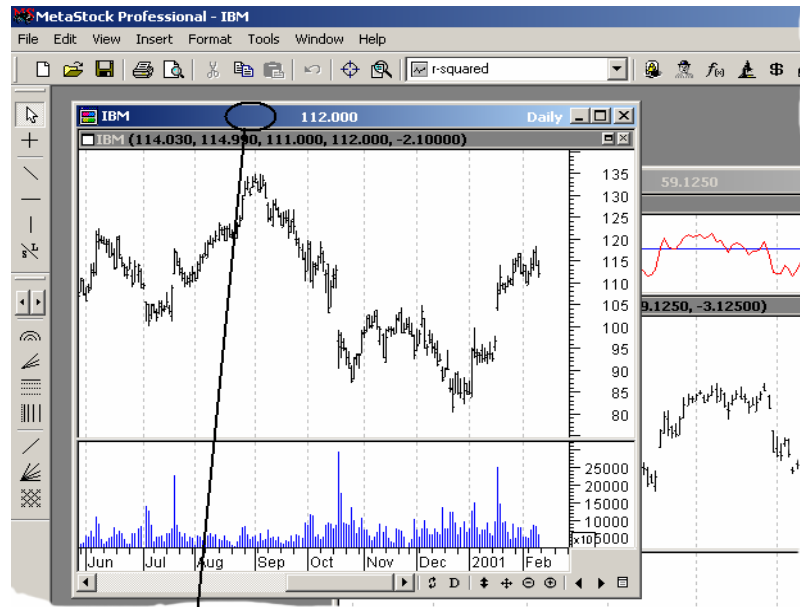 MetaStock Professional - IBM
File Edit View Insert Format Tools Window Help
r-squared
f(x) $
IBM 112.000 Daily
IBM (114.030, 114.990, 111.000, 112.000, -2.10000)
59.1250
9.1250, -3.12500)
135
130
125
120
115
110
105
100
95
90
85
80
25000
20000
15000
10000
5000
x10
Jun Jul Aug Sep Oct Nov Dec 2001 Feb
D